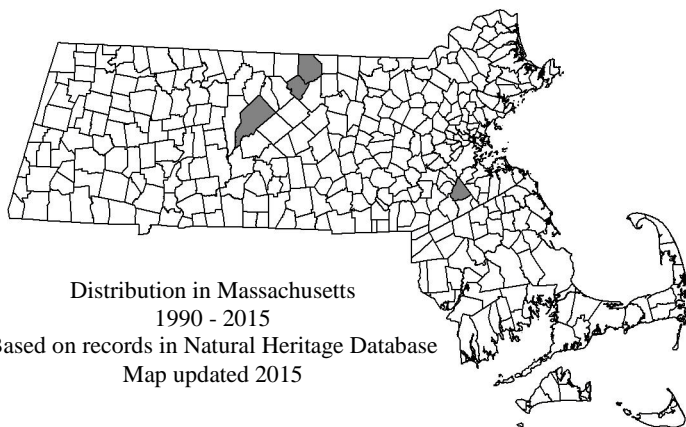 Distribution in Massachusetts
1990 - 2015
Based on records in Natural Heritage Database
Map updated 2015